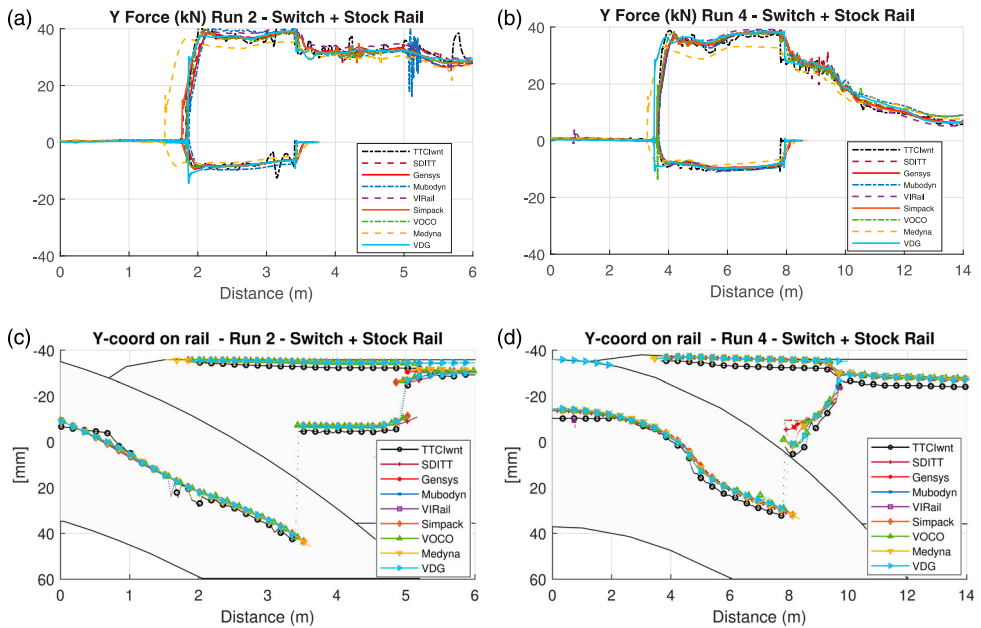 (a)
Y Force (kN) Run 2 - Switch + Stock Rail
40
20
0
-20
-40
0 1 2 3 4 5 6
Distance (m)
TTCIwnt
SDITT
Gensys
Mubodyn
VIRail
Simpack
VOCO
Medyna
VDG
(b)
Y Force (kN) Run 4 - Switch + Stock Rail
40
20
0
-20
-40
0 2 4 6 8 10 12 14
Distance (m)
TTCIwnt
SDITT
Gensys
Mubodyn
VIRail
Simpack
VOCO
Medyna
VDG
(c)
Y-coord on rail - Run 2 - Switch + Stock Rail
-40
-20
0
20
40
60
[mm]
0 1 2 3 4 5 6
Distance (m)
TTCIwnt
SDITT
Gensys
Mubodyn
VIRail
Simpack
VOCO
Medyna
VDG
(d)
Y-coord on rail - Run 4 - Switch + Stock Rail
-40
-20
0
20
40
60
[mm]
0 2 4 6 8 10 12 14
Distance (m)
TTCIwnt
SDITT
Gensys
Mubodyn
VIRail
Simpack
VOCO
Medyna
VDG